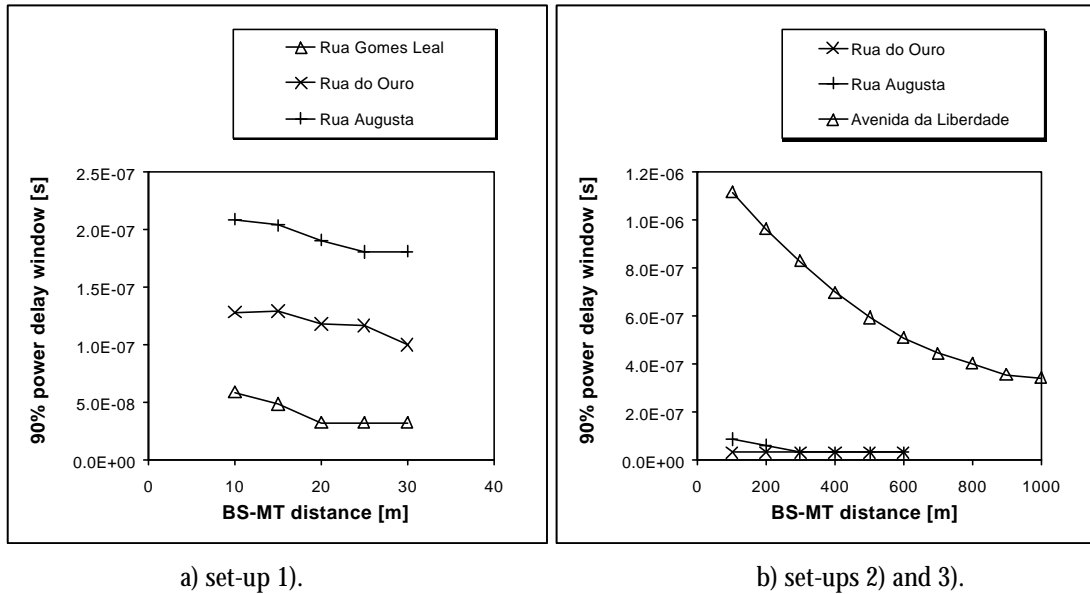 Rua Gomes Leal
Rua do Ouro
Rua Augusta
90% power delay window [s]
2.5E-07
2.0E-07
1.5E-07
1.0E-07
5.0E-08
0.0E+00
0 10 20 30 40
BS-MT distance [m]
a) set-up 1).
Rua do Ouro
Rua Augusta
Avenida da Liberdade
90% power delay window [s]
1.2E-06
1.0E-06
8.0E-07
6.0E-07
4.0E-07
2.0E-07
0.0E+00
0 200 400 600 800 1000
BS-MT distance [m]
b) set-ups 2) and 3).